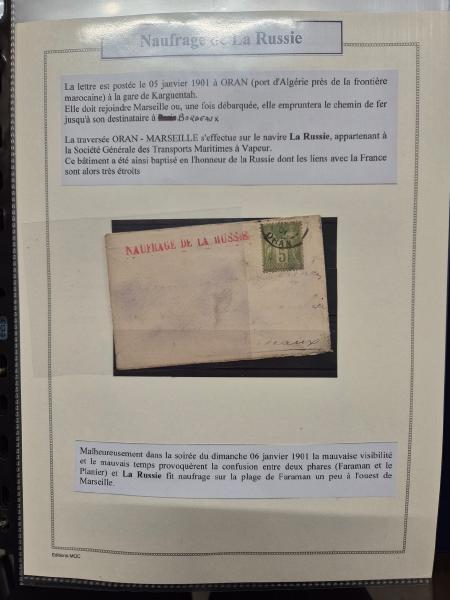 Naufrage de La Russie
La lettre est postée le 05 janvier 1901 à ORAN (port d'Algérie près de la frontière
marocaine) à la gare de Karguentah.
Elle doit rejoindre Marseille ou, une fois débarquée, elle empruntera le chemin de fer
jusqu'à son destinataire à BORDEAUX
La traversée ORAN - MARSEILLE s'effectue sur le navire La Russie, appartenant à
la Société Générale des Transports Maritimes à Vapeur.
Ce bâtiment a été ainsi baptisé en l'honneur de la Russie dont les liens avec la France
sont alors très étroits
NAUFRAGE DE LA RUSSIE
ORAN
5
eaux
Malheureusement dans la soirée du dimanche 06 janvier 1901 la mauvaise visibilité
et le mauvais temps provoquèrent la confusion entre deux phares (Faraman et le
Planier) et La Russie fit naufrage sur la plage de Faraman un peu à l'ouest de
Marseille.
Editions MOC